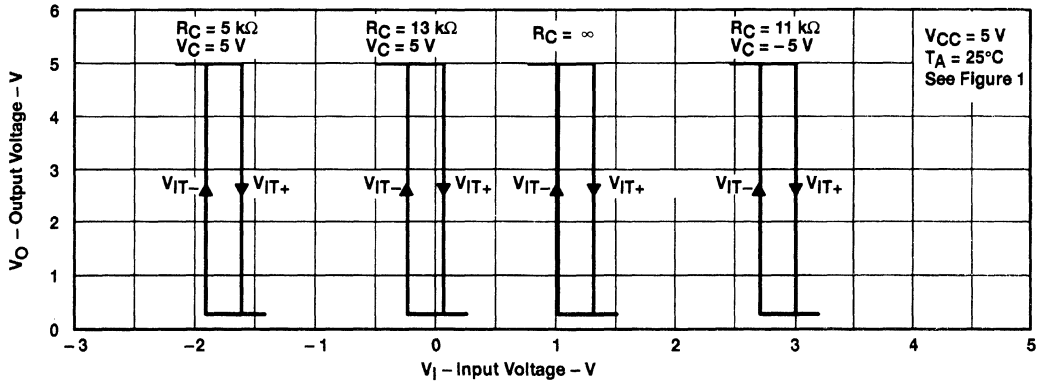 RC = 5 kΩ
VC = 5 V
RC = 13 kΩ
VC = 5 V
RC = ∞
RC = 11 kΩ
VC = – 5 V
VCC = 5 V
TA = 25°C
See Figure 1
VO – Output Voltage – V
6
5
4
3
2
1
0
VIT–
VIT+
VIT–
VIT+
VIT–
VIT+
VIT–
VIT+
– 3
– 2
– 1
0
1
2
3
4
5
VI – Input Voltage – V